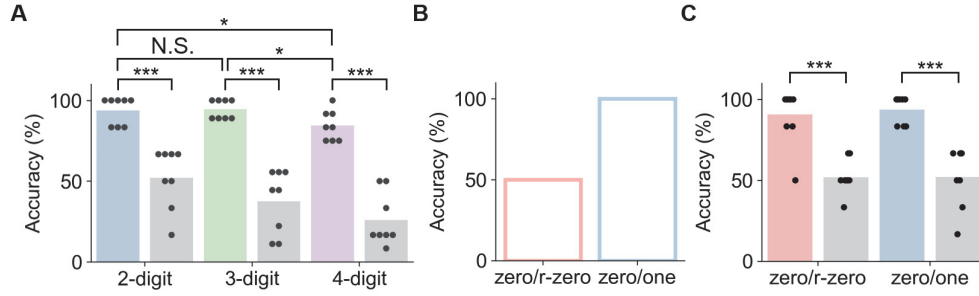 A
*
N.S.
*
***
***
***
Accuracy (%)
100
50
0
2-digit
3-digit
4-digit
B
Accuracy (%)
100
50
0
zero/r-zero
zero/one
C
***
***
Accuracy (%)
100
50
0
zero/r-zero
zero/one